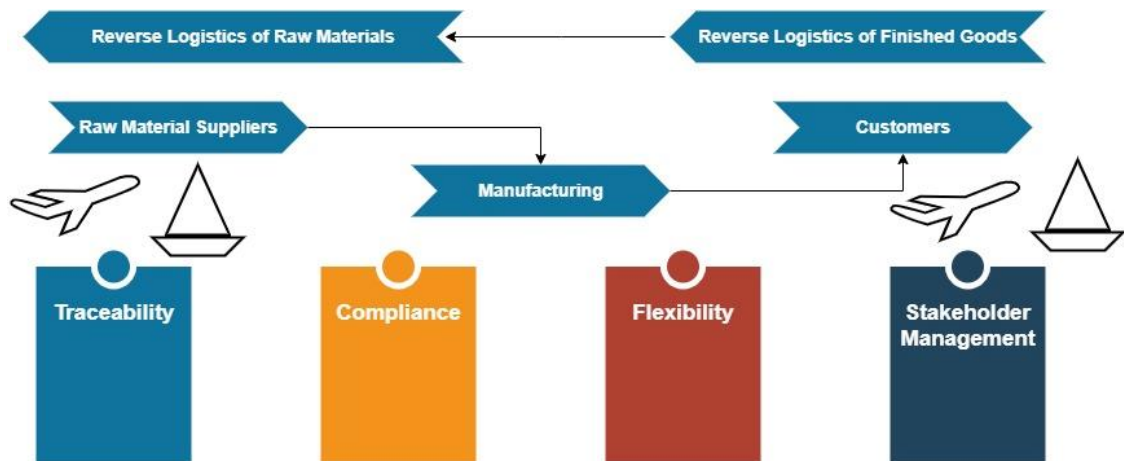 Reverse Logistics of Raw Materials
Reverse Logistics of Finished Goods
Raw Material Suppliers
Customers
Manufacturing
Traceability
Compliance
Flexibility
Stakeholder
Management